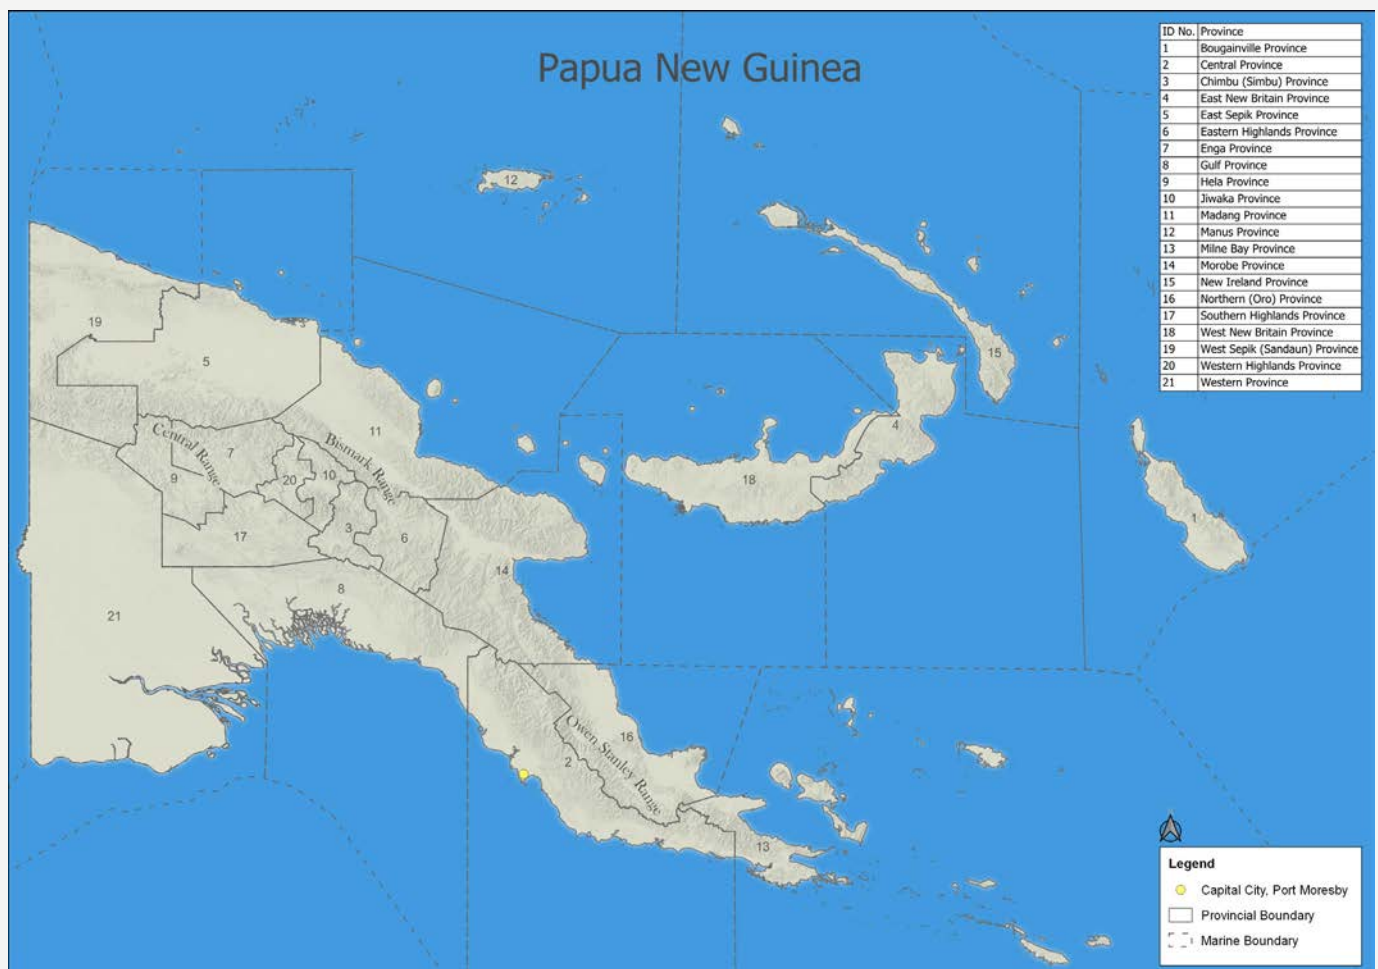 Papua New Guinea
ID No. Province
1 Bougainville Province
2 Central Province
3 Chimbu (Simbu) Province
4 East New Britain Province
5 East Sepik Province
6 Eastern Highlands Province
7 Enga Province
8 Gulf Province
9 Hela Province
10 Jiwaka Province
11 Madang Province
12 Manus Province
13 Milne Bay Province
14 Morobe Province
15 New Ireland Province
16 Northern (Oro) Province
17 Southern Highlands Province
18 West New Britain Province
19 West Sepik (Sandaun) Province
20 Western Highlands Province
21 Western Province
12
19
15
5
11
4
Central Range
7
Bismark Range
9
20
10
18
1
3
6
17
14
8
21
Owen Stanley Range
16
2
13
Legend
Capital City, Port Moresby
Provincial Boundary
Marine Boundary